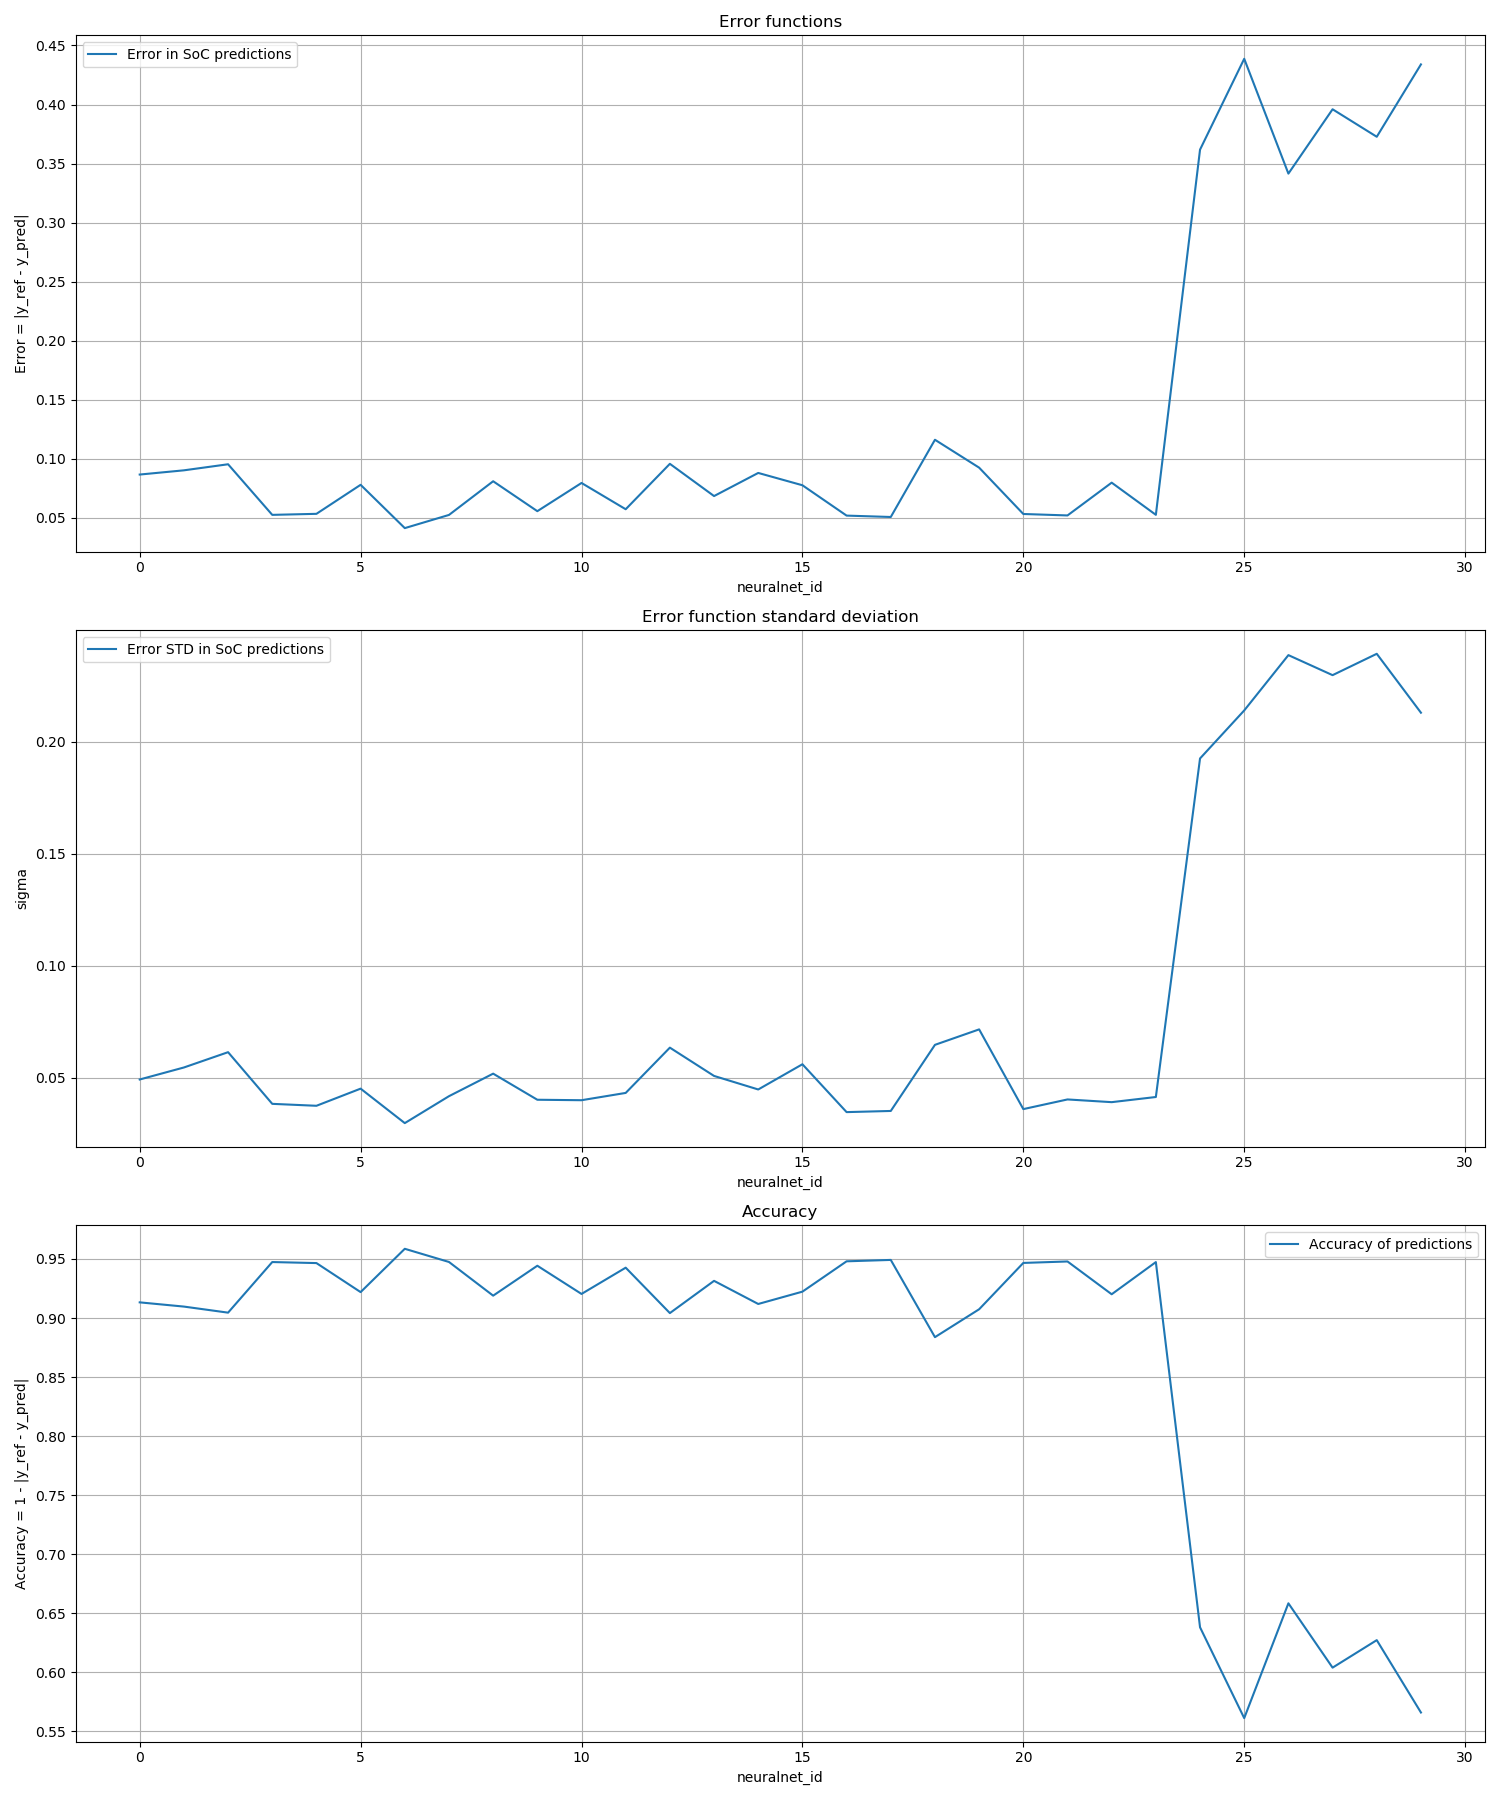 Error functions
Error in SoC predictions
0.45
0.40
0.35
0.30
0.25
0.20
0.15
0.10
0.05
Error = |y_ref - y_pred|
0 5 10 15 20 25 30
neuralnet_id
Error function standard deviation
Error STD in SoC predictions
0.20
0.15
0.10
0.05
sigma
0 5 10 15 20 25 30
neuralnet_id
Accuracy
Accuracy of predictions
0.95
0.90
0.85
0.80
0.75
0.70
0.65
0.60
0.55
Accuracy = 1 - |y_ref - y_pred|
0 5 10 15 20 25 30
neuralnet_id